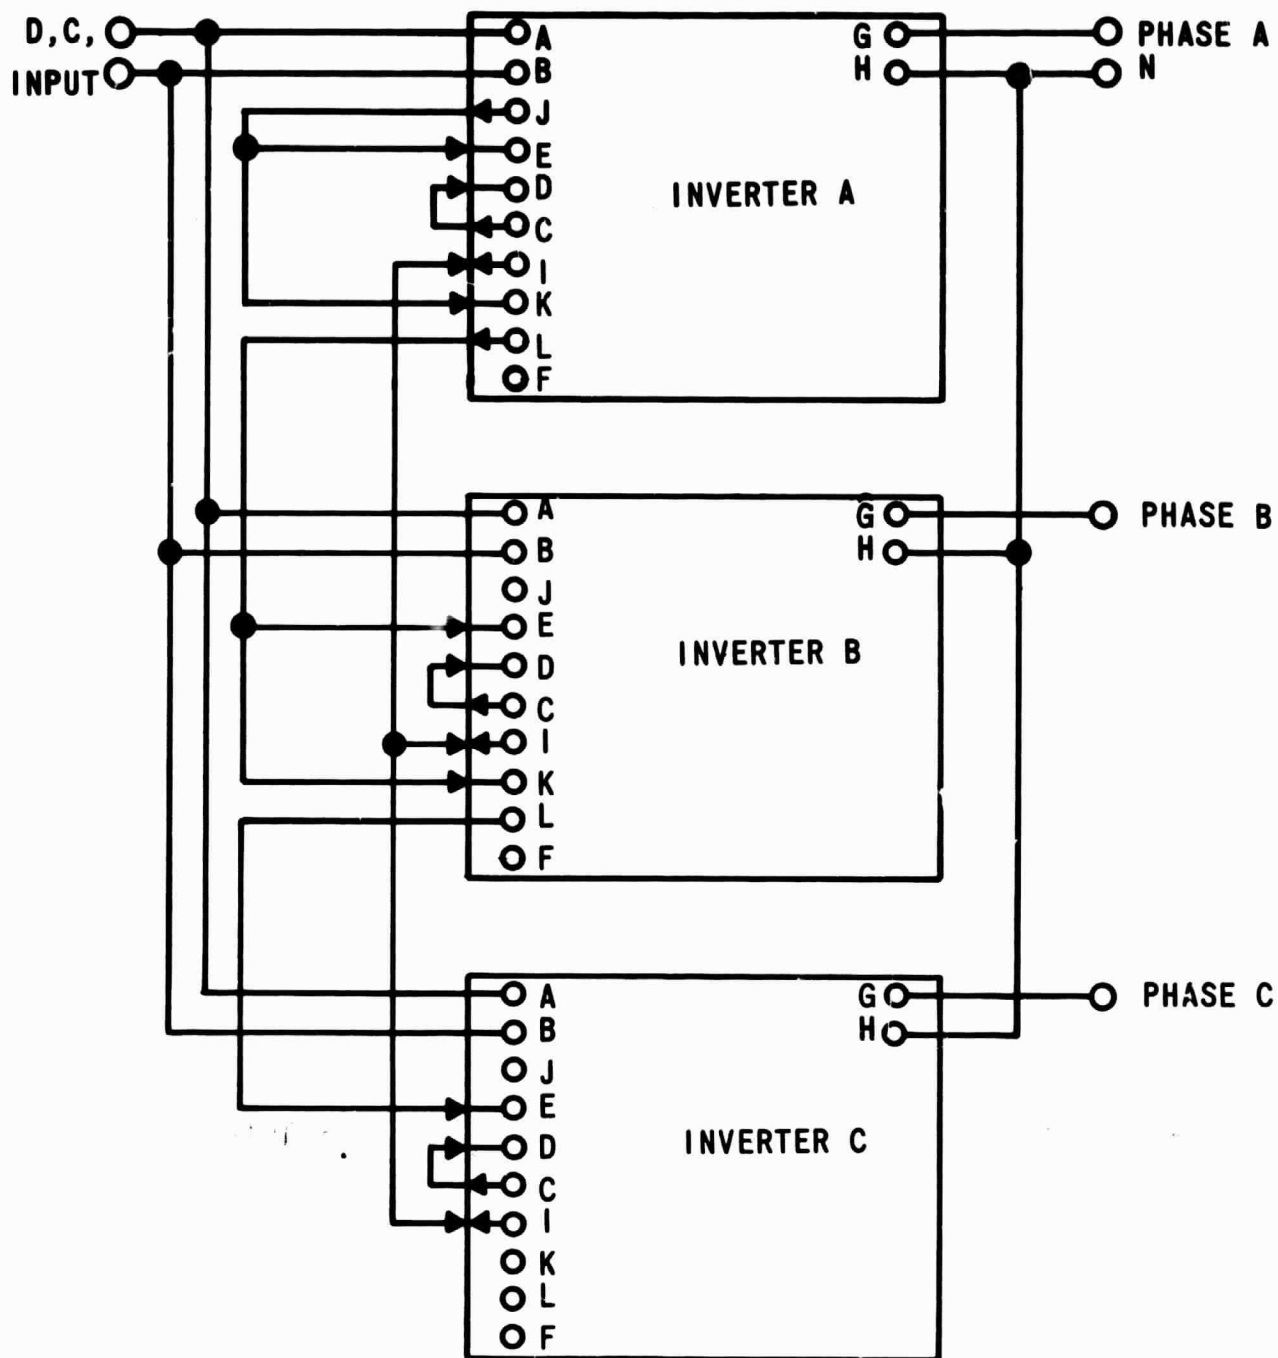 D,C,
INPUT
A
B
J
E
D
C
I
K
L
F
INVERTER A
G
H
PHASE A
N
A
B
J
E
D
C
I
K
L
F
INVERTER B
G
H
PHASE B
A
B
J
E
D
C
I
K
L
F
INVERTER C
G
H
PHASE C